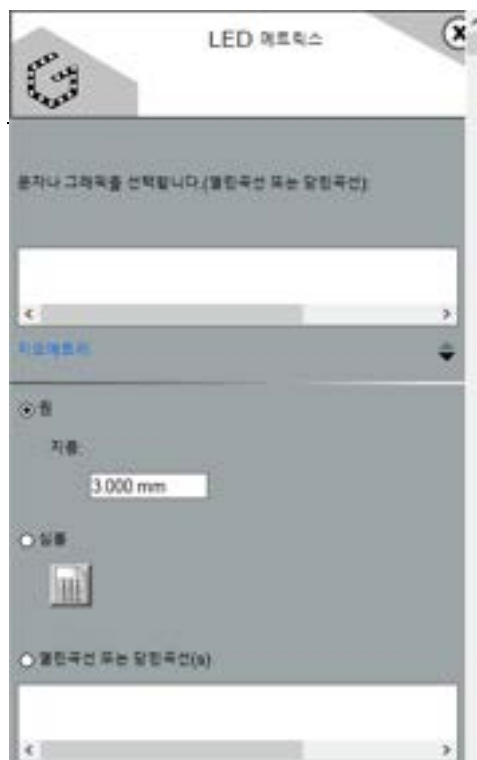 LED 메트릭스
문자나 그래픽을 선택합니다.(열린곡선 또는 닫힌곡선):
지오메트리
원
지름:
3.000 mm
심볼
열린곡선 또는 닫힌곡선(s)